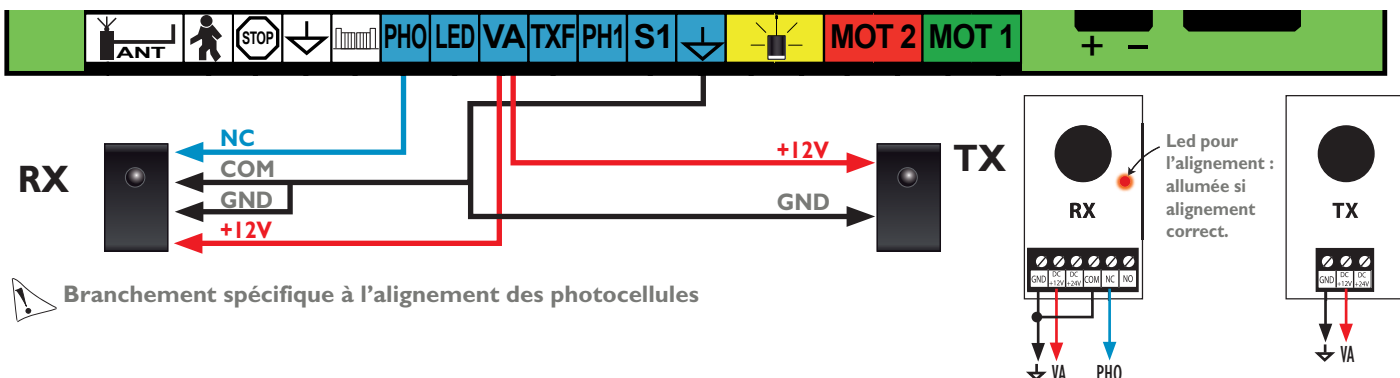 ANT STOP PHO LED VA TXF PH1 S1 MOT 2 MOT 1 + −
RX
NC
COM
GND
+12V
+12V
GND
TX
Led pour
l’alignement :
allumée si
alignement
correct.
RX
GND DC +12V DC +24V COM NC NO
VA PHO
TX
GND DC +12V DC +24V
VA
! Branchement spécifique à l’alignement des photocellules